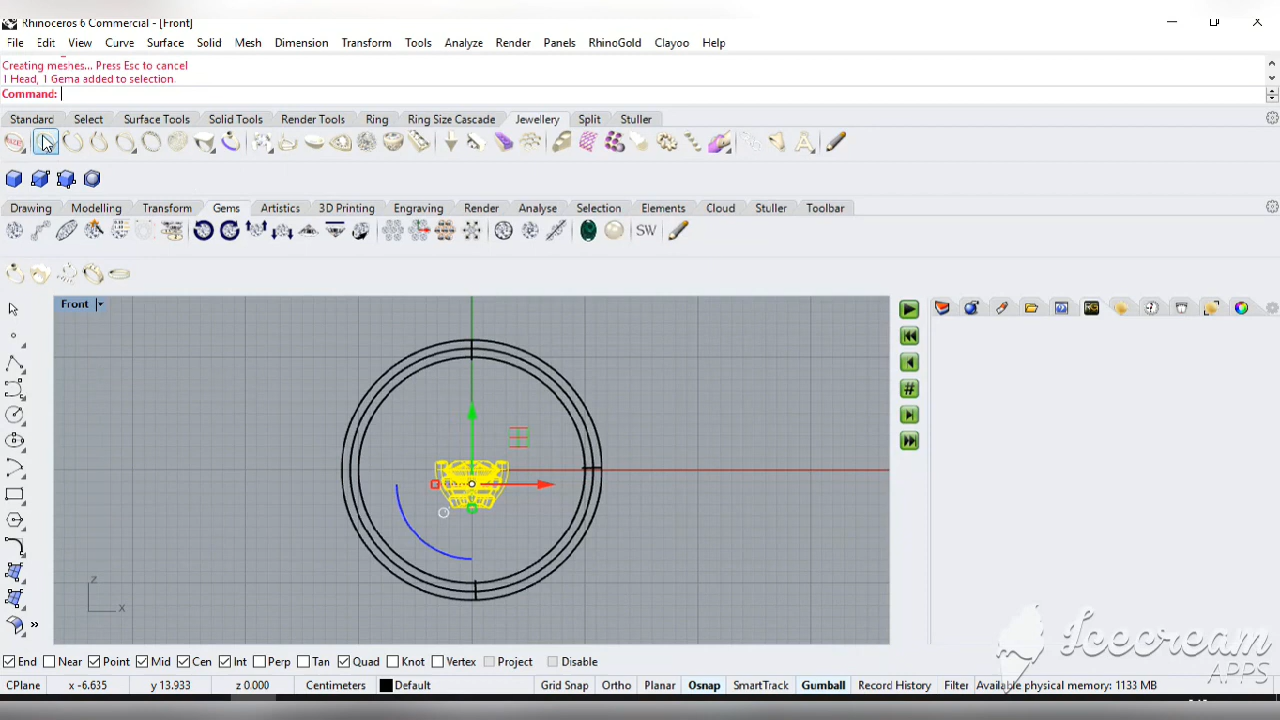 Rhinoceros 6 Commercial - [Front]
File Edit View Curve Surface Solid Mesh Dimension Transform Tools Analyze Render Panels RhinoGold Clayoo Help
Creating meshes... Press Esc to cancel
1 Head, 1 Gema added to selection.
Command:
Standard Select Surface Tools Solid Tools Render Tools Ring Ring Size Cascade Jewellery Split Stuller
Drawing Modelling Transform Gems Artistics 3D Printing Engraving Render Analyse Selection Elements Cloud Stuller Toolbar
SW
Front
z
x
End Near Point Mid Cen Int Perp Tan Quad Knot Vertex Project Disable
CPlane x -6.635 y 13.933 z 0.000 Centimeters Default Grid Snap Ortho Planar Osnap SmartTrack Gumball Record History Filter Available physical memory: 1133 MB
Icecream
APPS